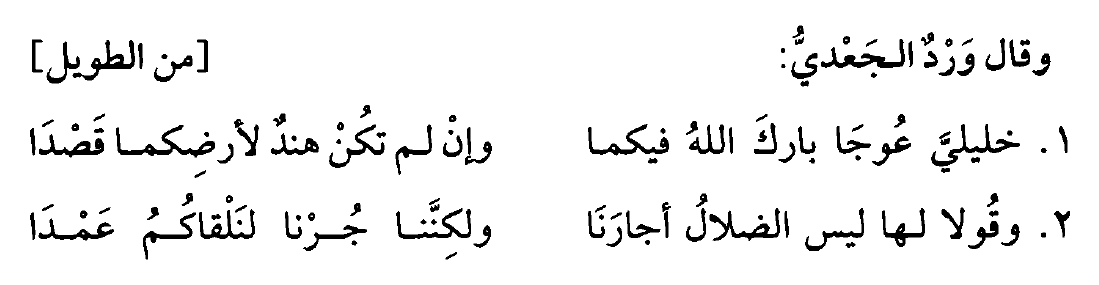 وقال وَرْدٌ الجَعْديُّ: [من الطويل]
١. خليليَّ عُوجَا باركَ اللهُ فيكما وإنْ لم تكُنْ هندٌ لأرضِكما قَصْدَا
٢. وقُولا لها ليس الضلالُ أجارَنَا ولكِنَّنا جُرْنا لنَلْقاكُمُ عَمْدَا